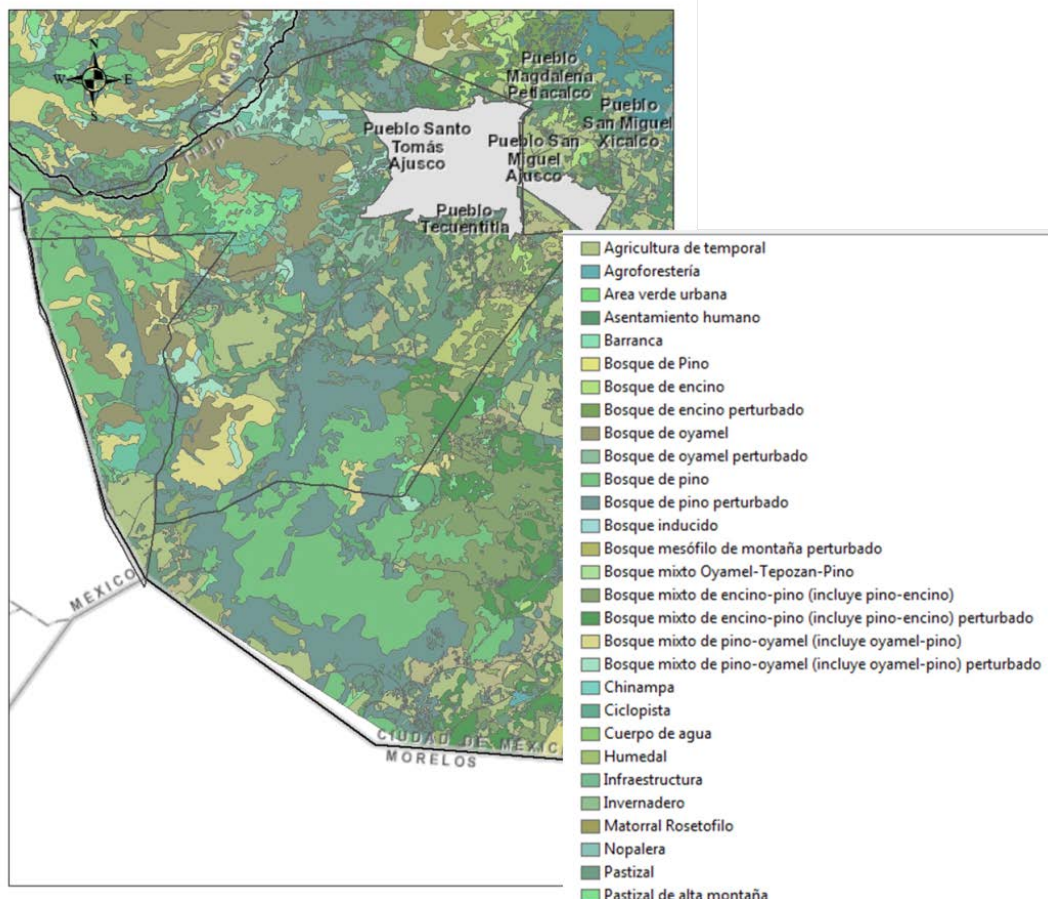 N
W
E
S
Magdalena
Tlalpan
Pueblo
Magdalena
Petlacalco
Pueblo
San Miguel
Xicalco
Pueblo Santo
Tomás
Ajusco
Pueblo San
Miguel
Ajusco
Pueblo
Tecuentitla
MEXICO
CIUDAD DE MEXIC
MORELOS
Agricultura de temporal
Agroforestería
Area verde urbana
Asentamiento humano
Barranca
Bosque de Pino
Bosque de encino
Bosque de encino perturbado
Bosque de oyamel
Bosque de oyamel perturbado
Bosque de pino
Bosque de pino perturbado
Bosque inducido
Bosque mesófilo de montaña perturbado
Bosque mixto Oyamel-Tepozan-Pino
Bosque mixto de encino-pino (incluye pino-encino)
Bosque mixto de encino-pino (incluye pino-encino) perturbado
Bosque mixto de pino-oyamel (incluye oyamel-pino)
Bosque mixto de pino-oyamel (incluye oyamel-pino) perturbado
Chinampa
Ciclopista
Cuerpo de agua
Humedal
Infraestructura
Invernadero
Matorral Rosetofilo
Nopalera
Pastizal
Pastizal de alta montaña